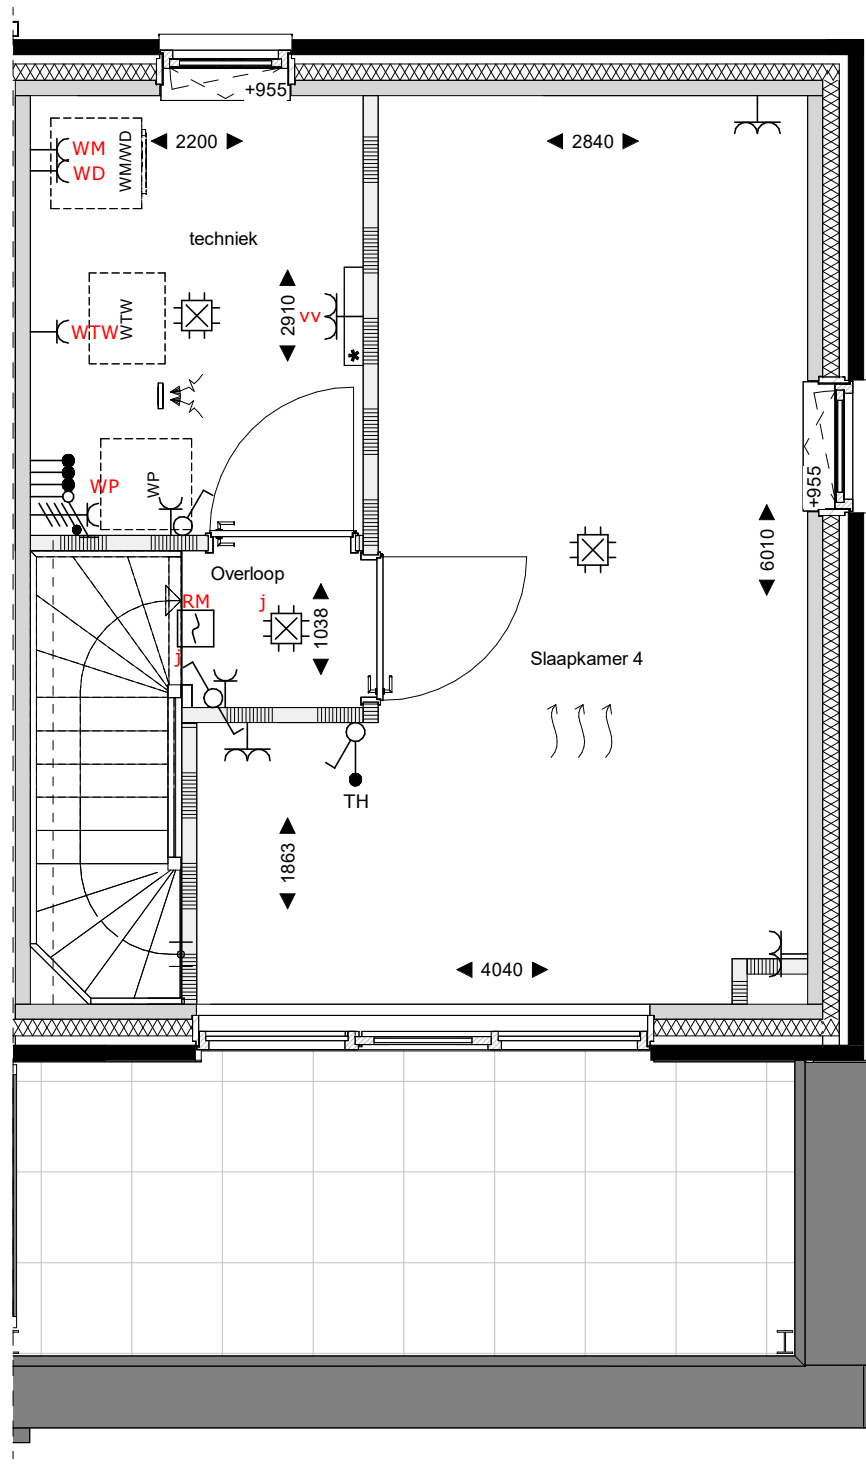 +955
WM
WD
WM/WD
2200
2840
techniek
2910
vv
*
WTW
WTW
+955
WP
WP
6010
Overloop
RM
j
1038
j
Slaapkamer 4
TH
1863
4040